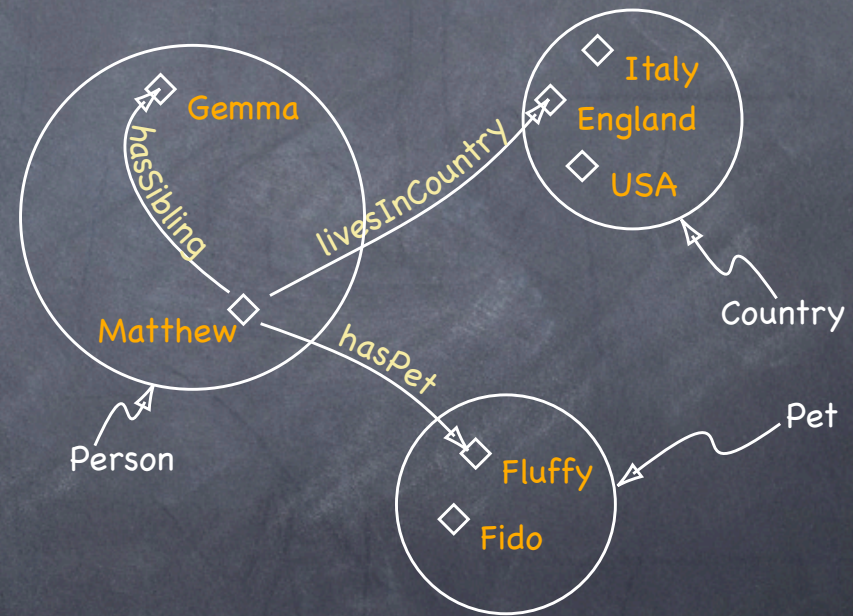 Italy
Gemma
England
hasSibling
livesInCountry
USA
Matthew
Country
hasPet
Pet
Person
Fluffy
Fido